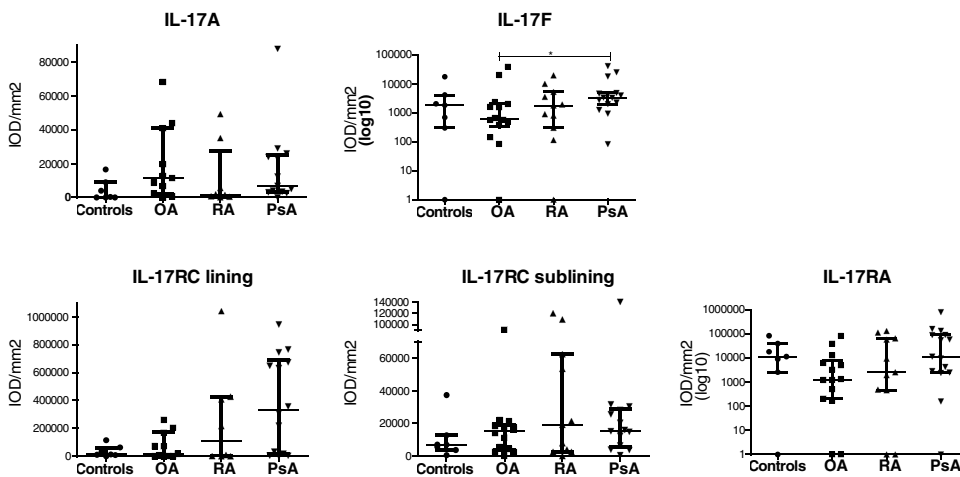 IL-17A
IOD/mm2
80000
60000
40000
20000
0
Controls OA RA PsA
IL-17F
*
IOD/mm2
(log10)
100000
10000
1000
100
10
1
Controls OA RA PsA
IL-17RC lining
IOD/mm2
1000000
800000
600000
400000
200000
0
Controls OA RA PsA
IL-17RC sublining
IOD/mm2
140000
120000
100000
60000
40000
20000
0
Controls OA RA PsA
IL-17RA
IOD/mm2
(log10)
1000000
100000
10000
1000
100
10
1
Controls OA RA PsA